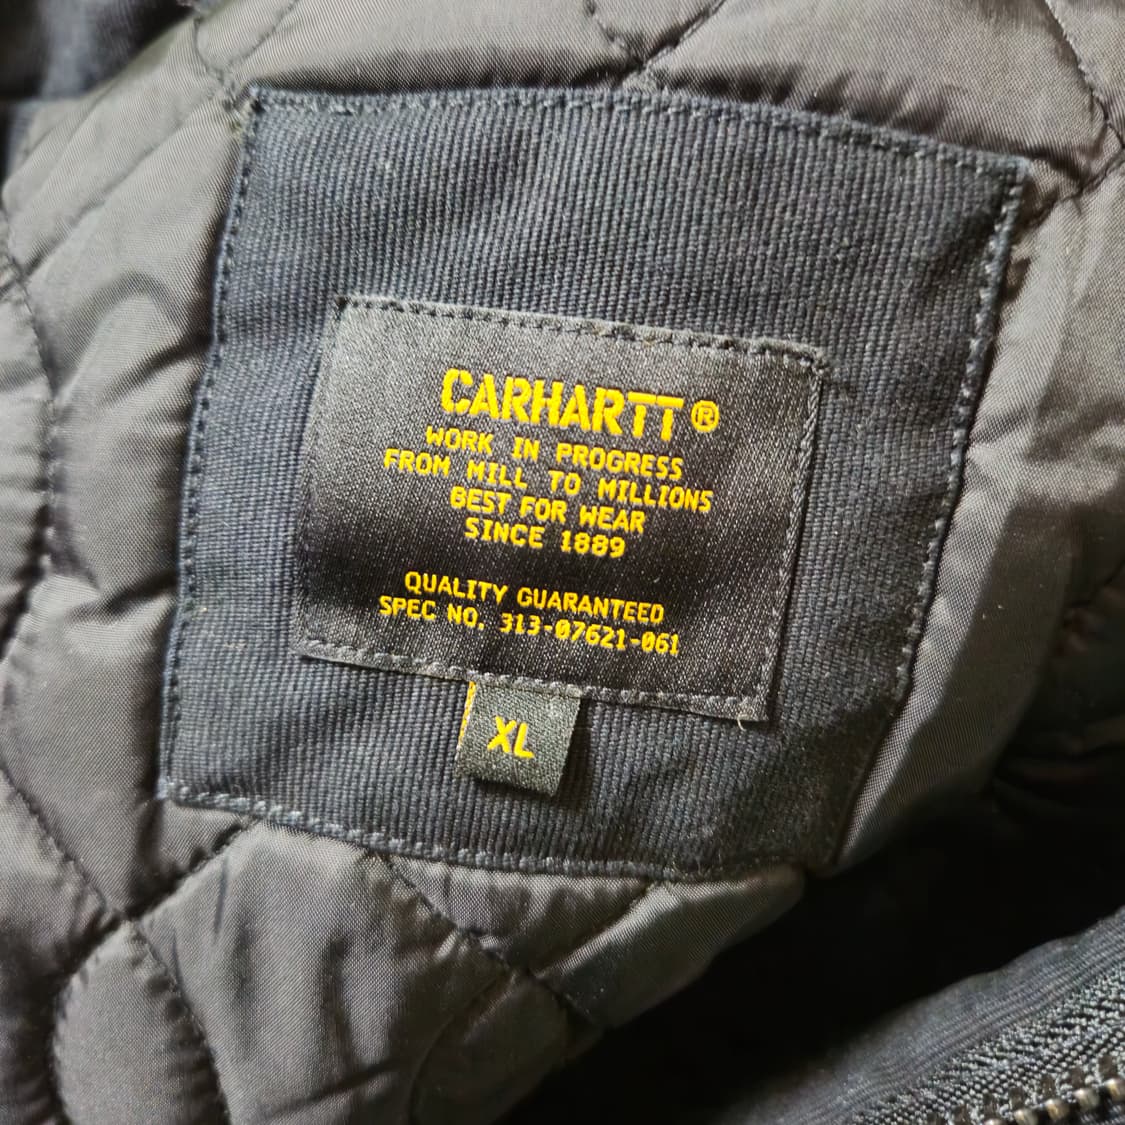 CARHARTT®
WORK IN PROGRESS
FROM MILL TO MILLIONS
BEST FOR WEAR
SINCE 1889
QUALITY GUARANTEED
SPEC NO. 313-07621-061
XL